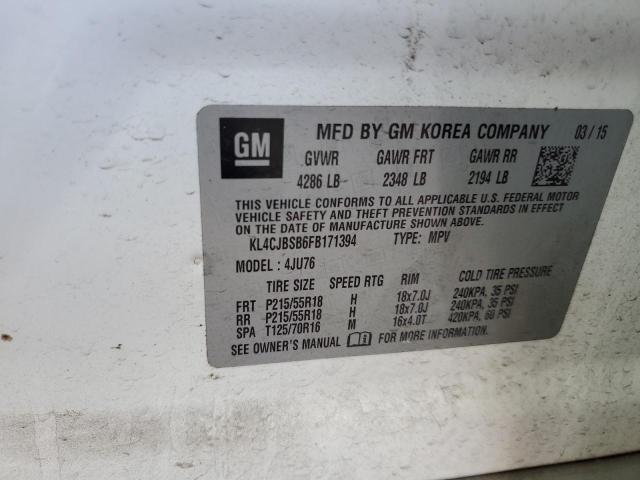 GM MFD BY GM KOREA COMPANY 03/15
GVWR GAWR FRT GAWR RR
4286 LB 2348 LB 2194 LB
THIS VEHICLE CONFORMS TO ALL APPLICABLE U.S. FEDERAL MOTOR
VEHICLE SAFETY AND THEFT PREVENTION STANDARDS IN EFFECT
ON THE DATE OF MANUFACTURE SHOWN ABOVE.
KL4CJBSB6FB171394 TYPE: MPV
MODEL : 4JU76
TIRE SIZE SPEED RTG RIM COLD TIRE PRESSURE
FRT P215/55R18 H 18x7.0J 240KPA, 35 PSI
RR P215/55R18 H 18x7.0J 240KPA, 35 PSI
SPA T125/70R16 M 16x4.0T 420KPA, 60 PSI
SEE OWNER'S MANUAL FOR MORE INFORMATION.